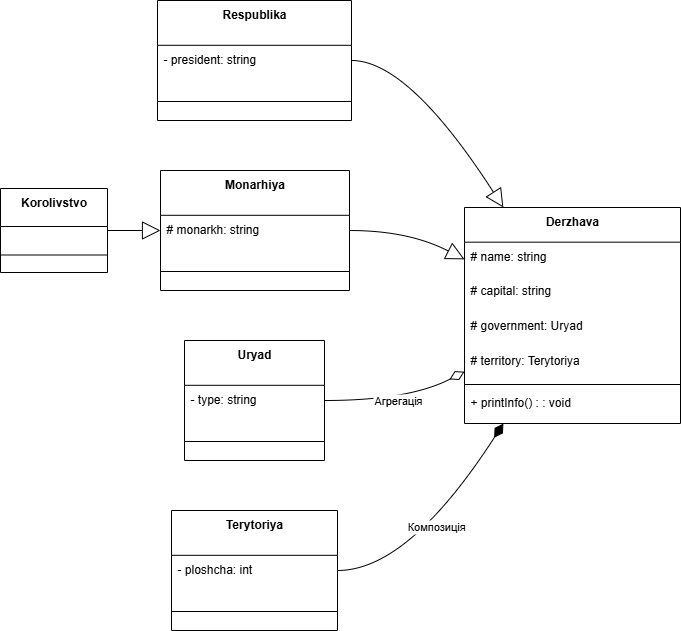 Respublika
- president: string
Korolivstvo
Monarhiya
# monarkh: string
Derzhava
# name: string
# capital: string
# government: Uryad
# territory: Terytoriya
+ printInfo() : : void
Uryad
- type: string
Агрегація
Terytoriya
- ploshcha: int
Композиція